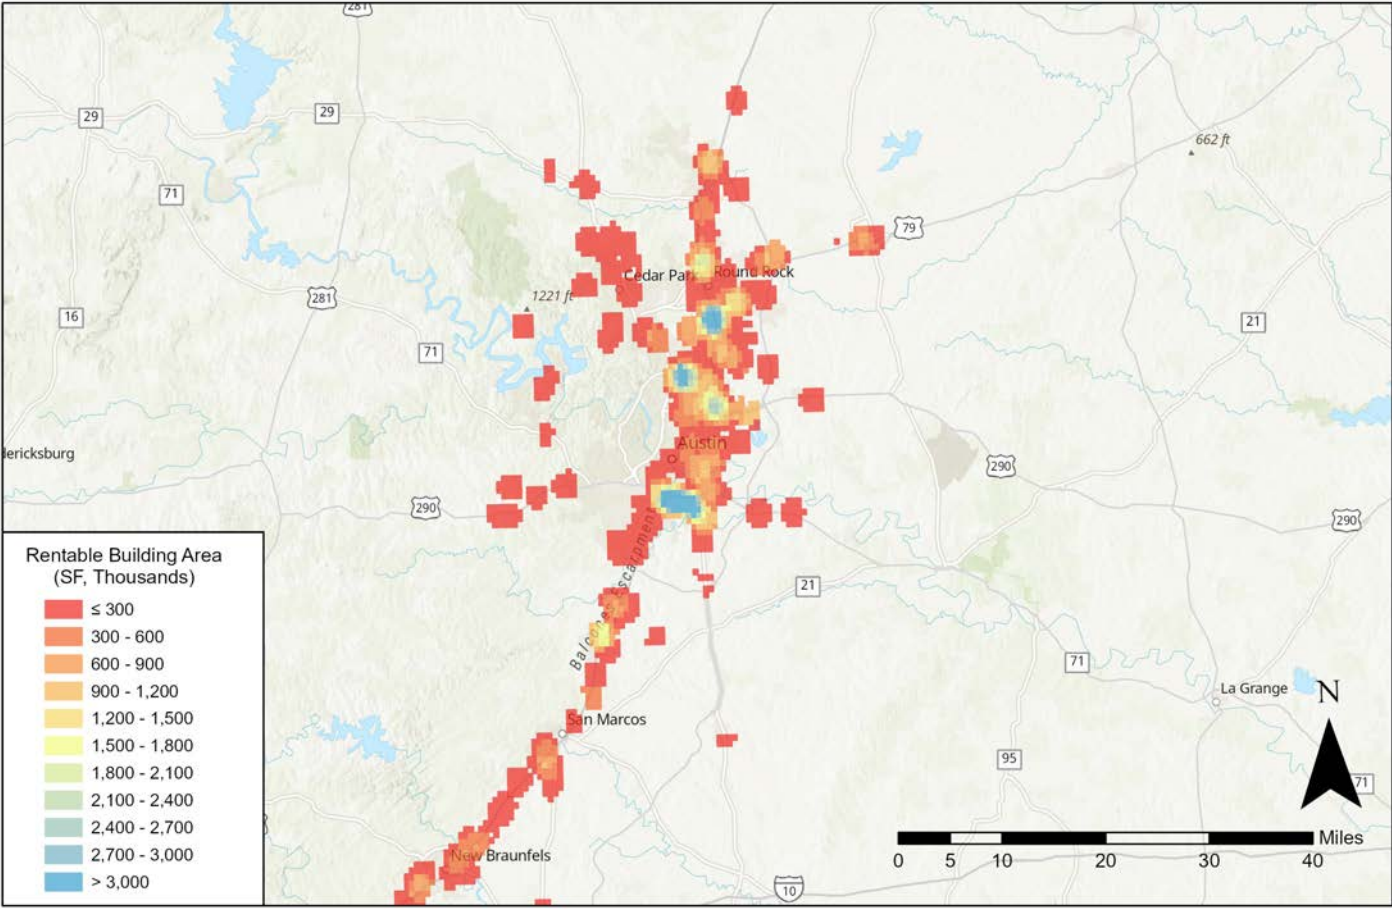 281
662 ft
29
29
71
79
Cedar Park
Round Rock
1221 ft
281
16
21
71
Austin
dericksburg
290
290
290
Rentable Building Area
(SF, Thousands)
≤ 300
300 - 600
600 - 900
900 - 1,200
1,200 - 1,500
1,500 - 1,800
1,800 - 2,100
2,100 - 2,400
2,400 - 2,700
2,700 - 3,000
> 3,000
Balcones Escarpment
21
71
La Grange
N
San Marcos
95
71
Miles
0 5 10 20 30 40
New Braunfels
10